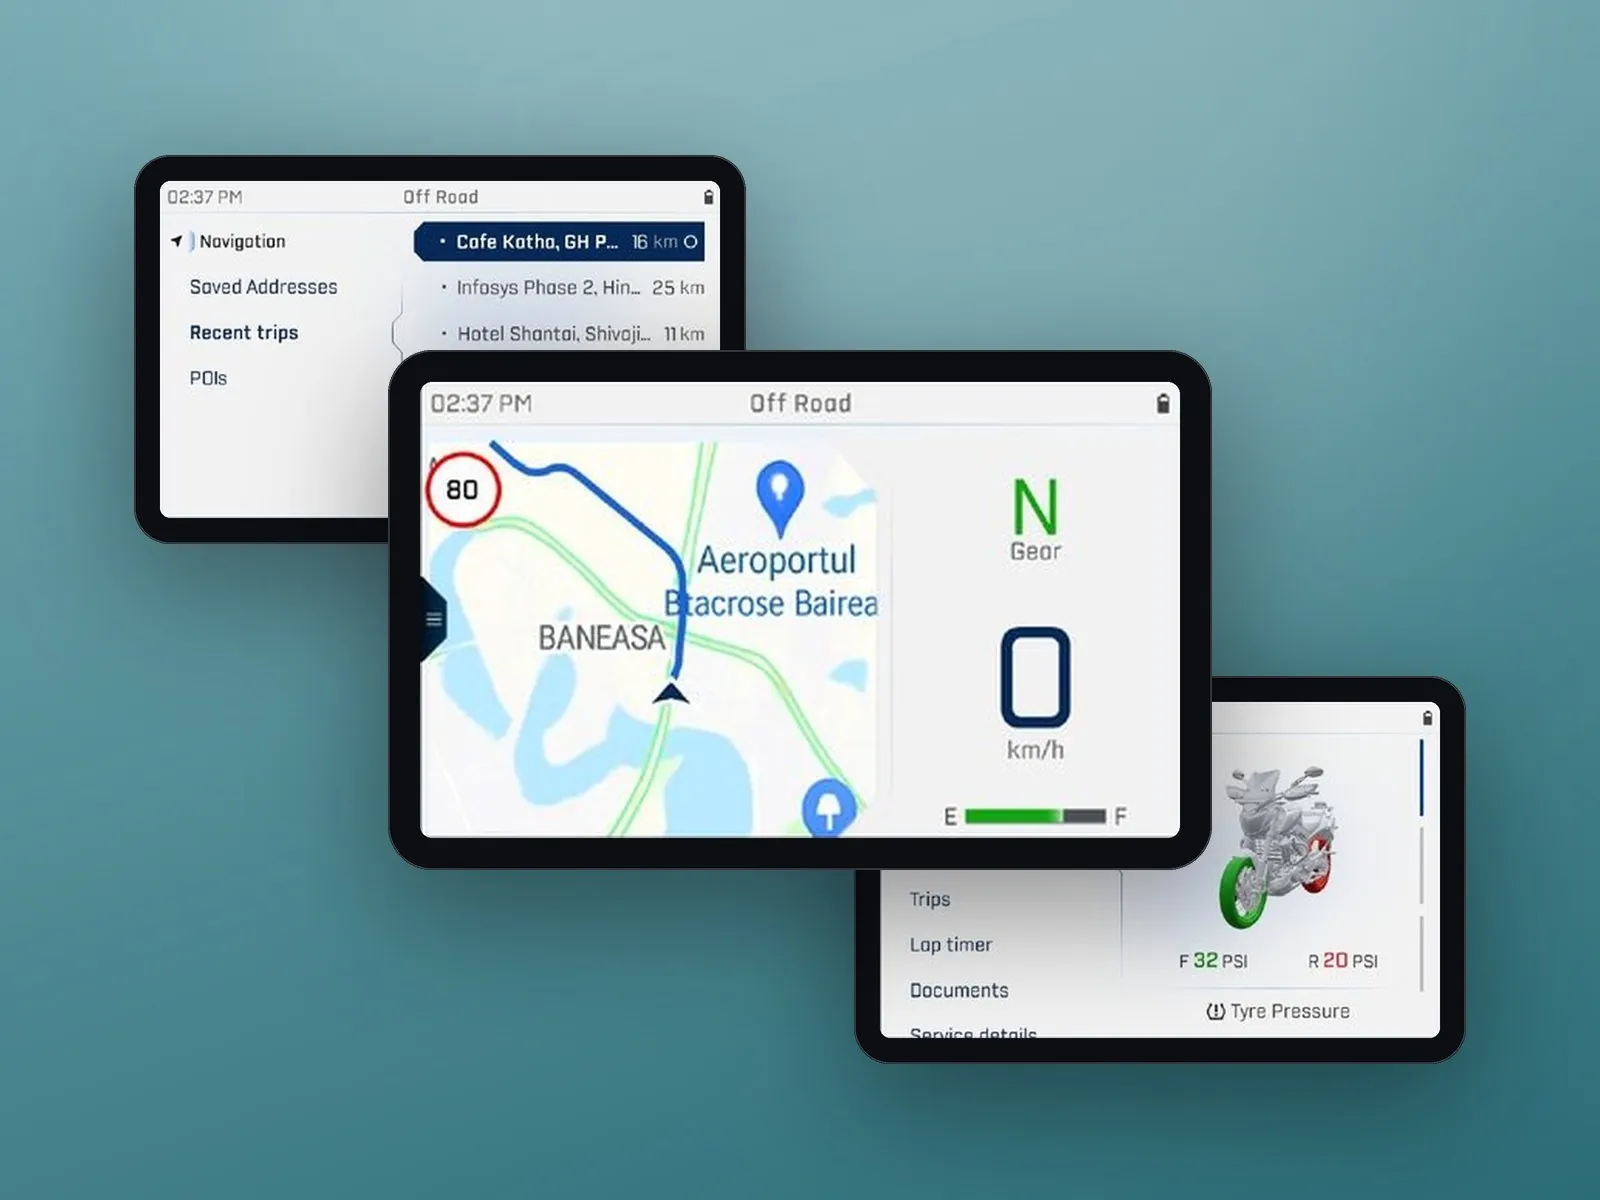 02:37 PM Off Road
Navigation
Saved Addresses
Recent trips
POIs
• Cafe Katha, GH P... 16 km
• Infosys Phase 2, Hin... 25 km
• Hotel Shantai, Shivaji... 11 km
02:37 PM Off Road
80
Aeroportul
Btacrose Bairea
BANEASA
N
Gear
0
km/h
E F
Trips
Lap timer
Documents
Service details
F 32 PSI R 20 PSI
Tyre Pressure